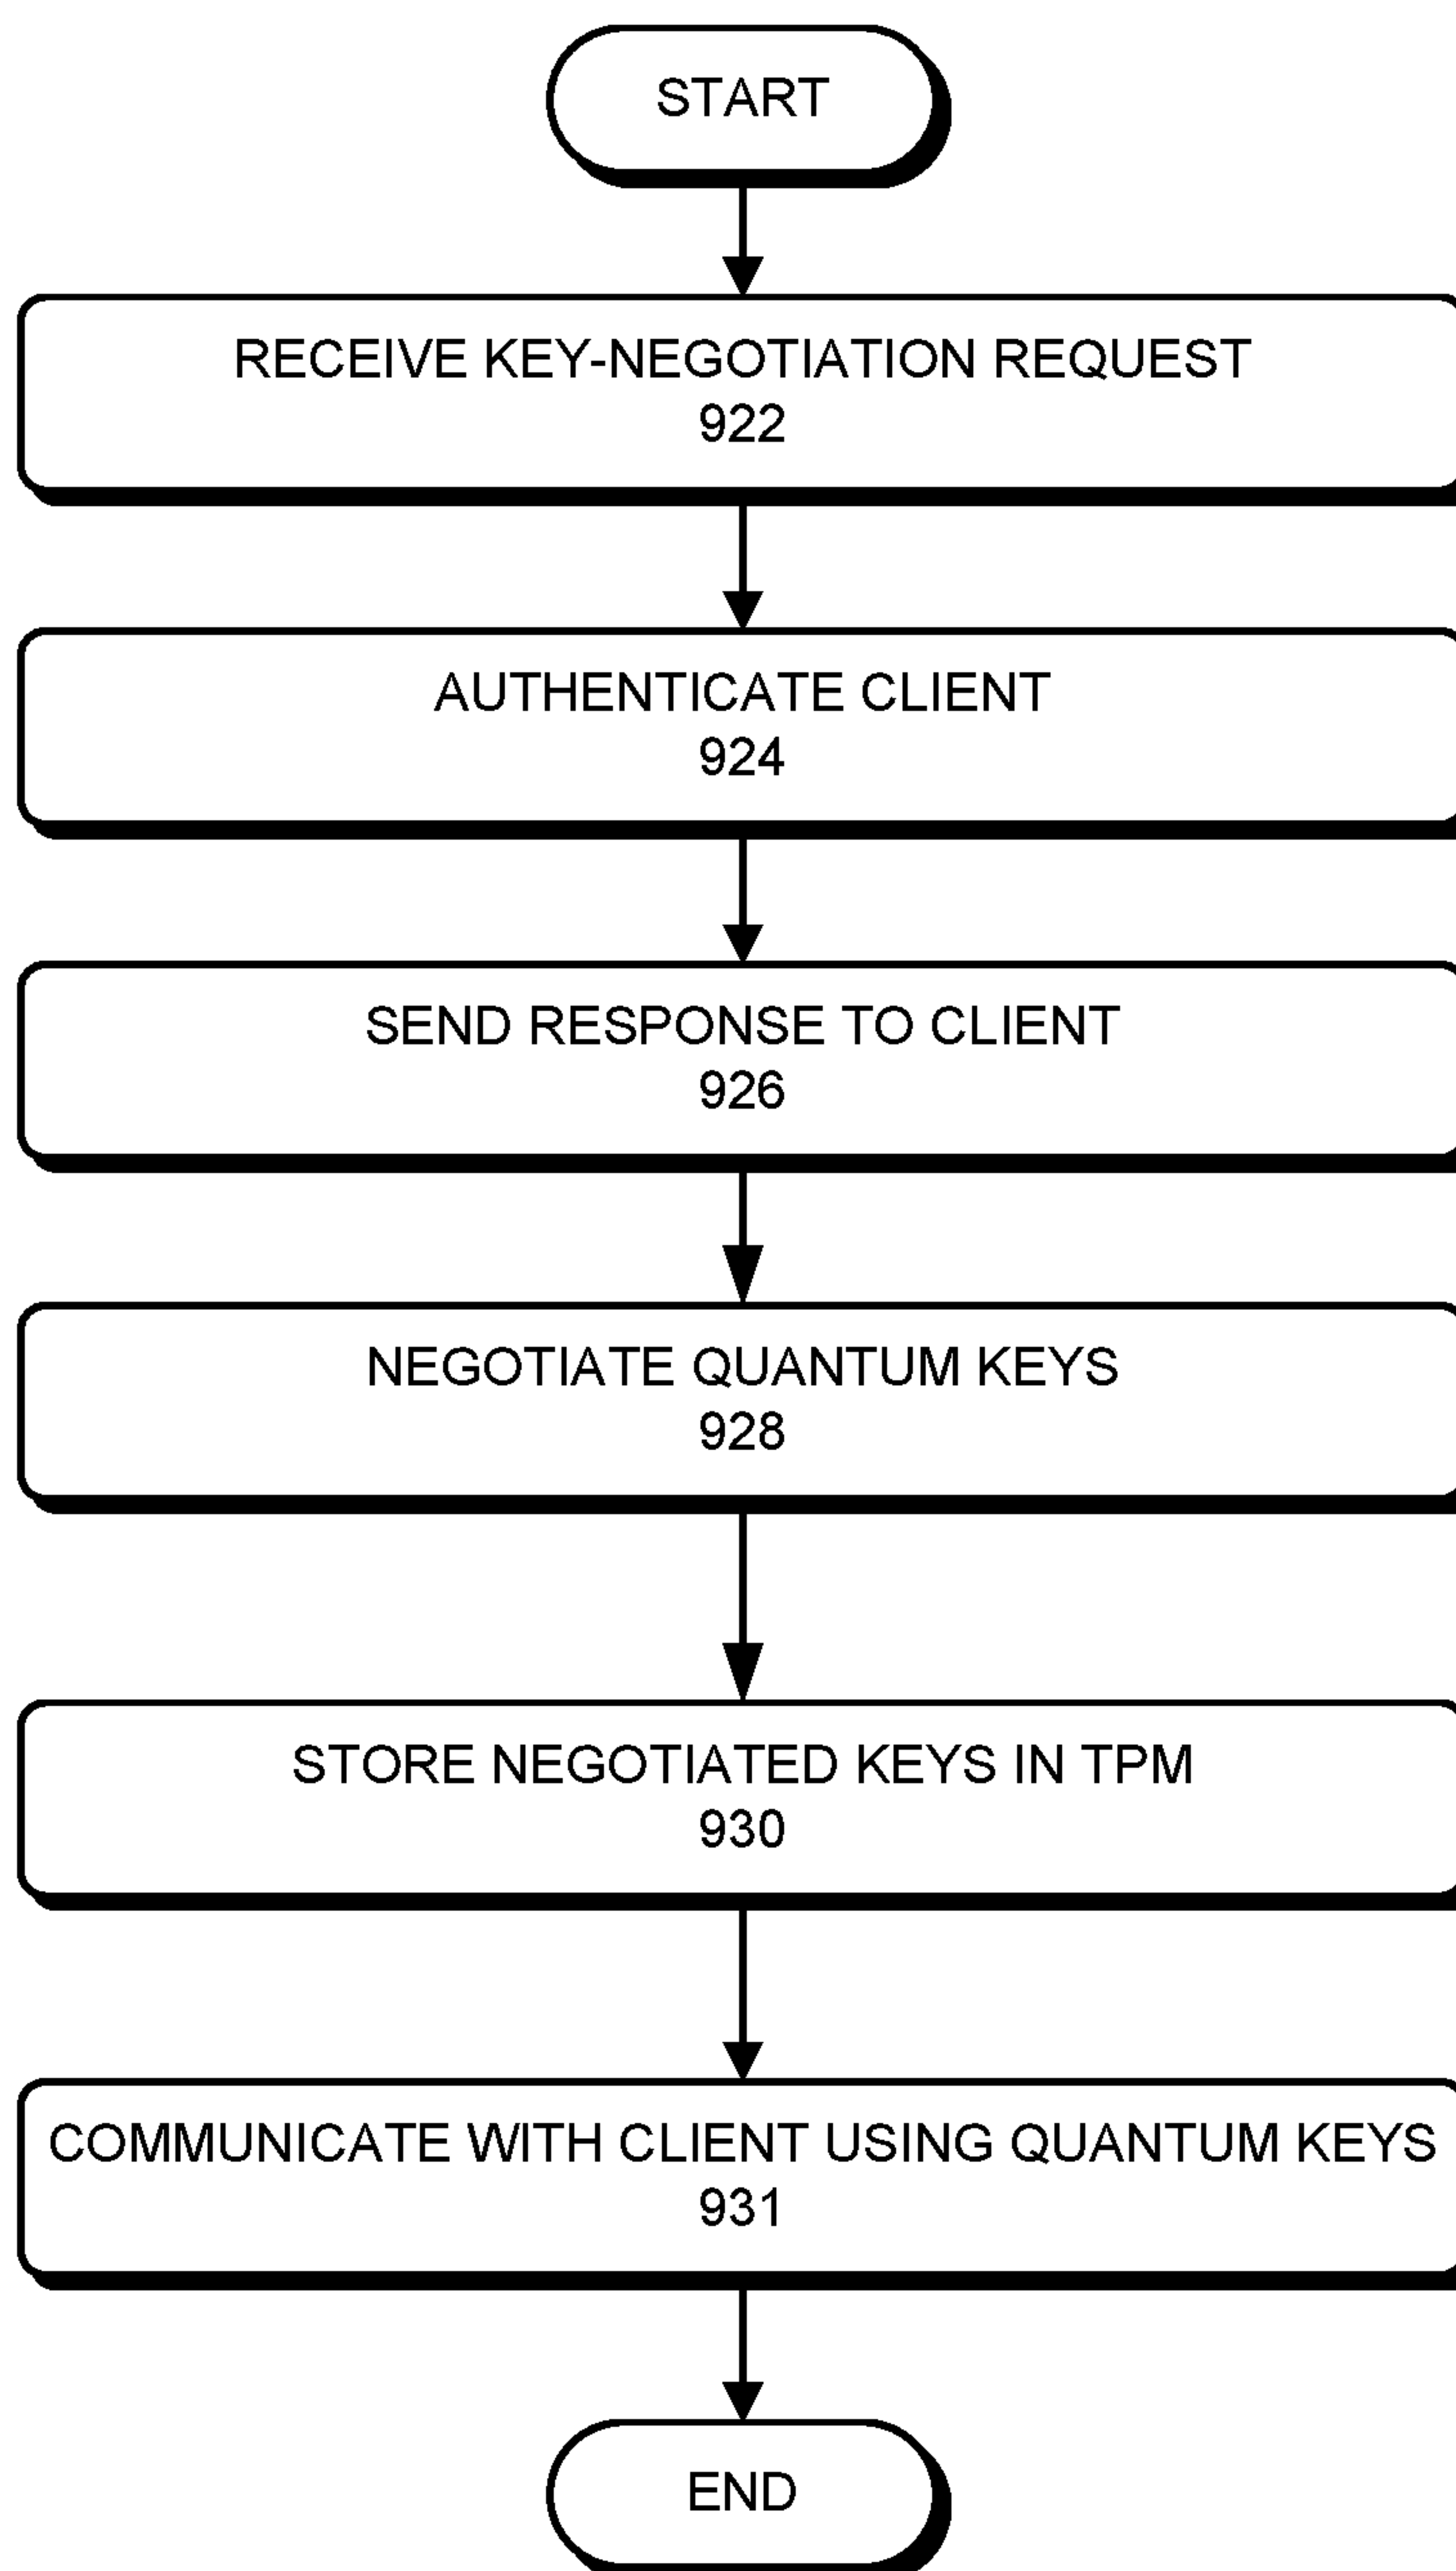 START
RECEIVE KEY-NEGOTIATION REQUEST
922
AUTHENTICATE CLIENT
924
SEND RESPONSE TO CLIENT
926
NEGOTIATE QUANTUM KEYS
928
STORE NEGOTIATED KEYS IN TPM
930
COMMUNICATE WITH CLIENT USING QUANTUM KEYS
931
END